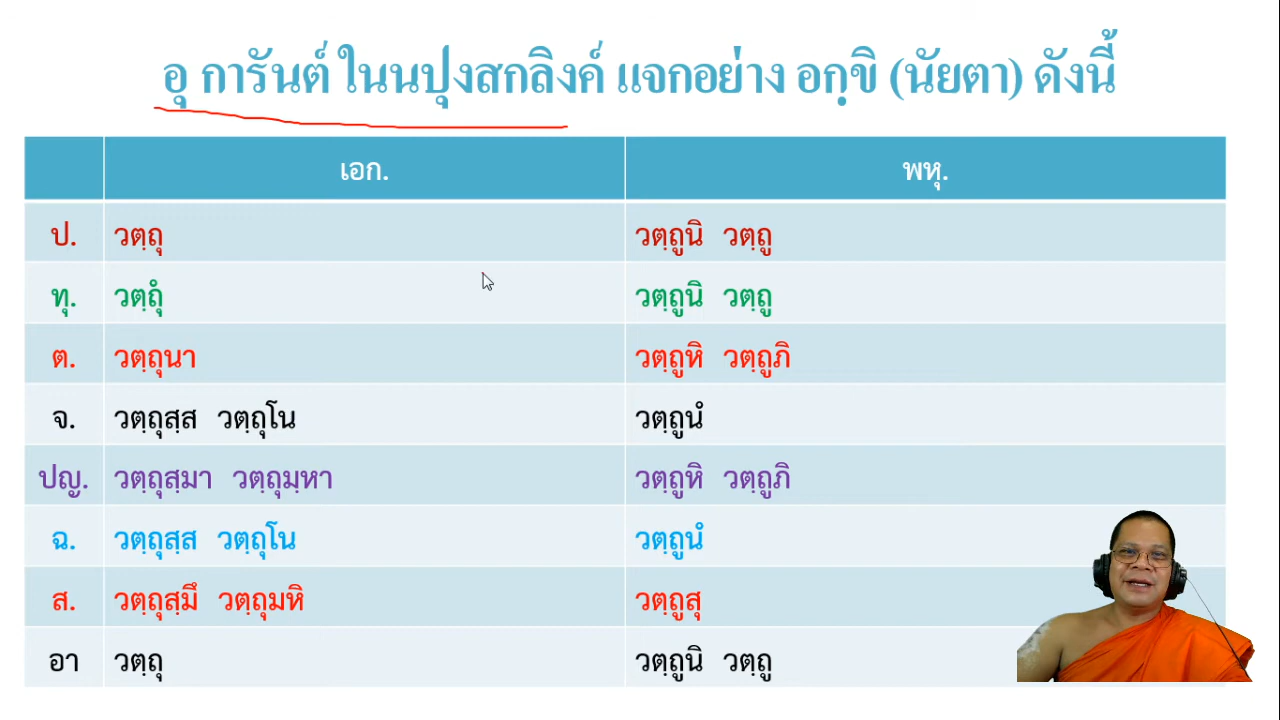 อุ การันต์ ในนปุงสกลิงค์ แจกอย่าง อกฺขิ (นัยตา) ดังนี้
เอก. พหุ.
ป. วตฺถุ วตฺถูนิ วตฺถู
ทุ. วตฺถุํ วตฺถูนิ วตฺถู
ต. วตฺถุนา วตฺถูหิ วตฺถูภิ
จ. วตฺถุสฺส วตฺถุโน วตฺถูนํ
ปญ. วตฺถุสฺมา วตฺถุมฺหา วตฺถูหิ วตฺถูภิ
ฉ. วตฺถุสฺส วตฺถุโน วตฺถูนํ
ส. วตฺถุสฺมึ วตฺถุมหิ วตฺถูสุ
อา วตฺถุ วตฺถูนิ วตฺถู